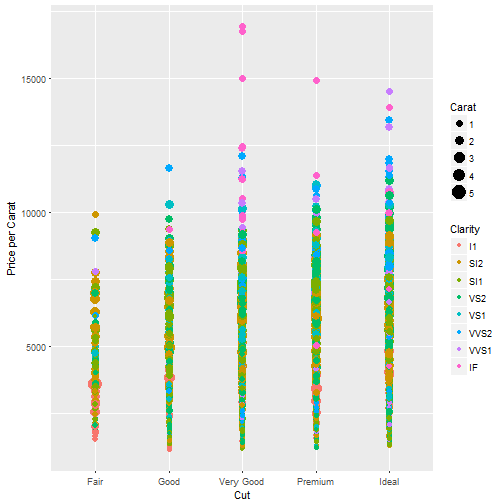 Price per Carat
15000
10000
5000
Fair Good Very Good Premium Ideal
Cut
Carat
1
2
3
4
5
Clarity
I1
SI2
SI1
VS2
VS1
VVS2
VVS1
IF